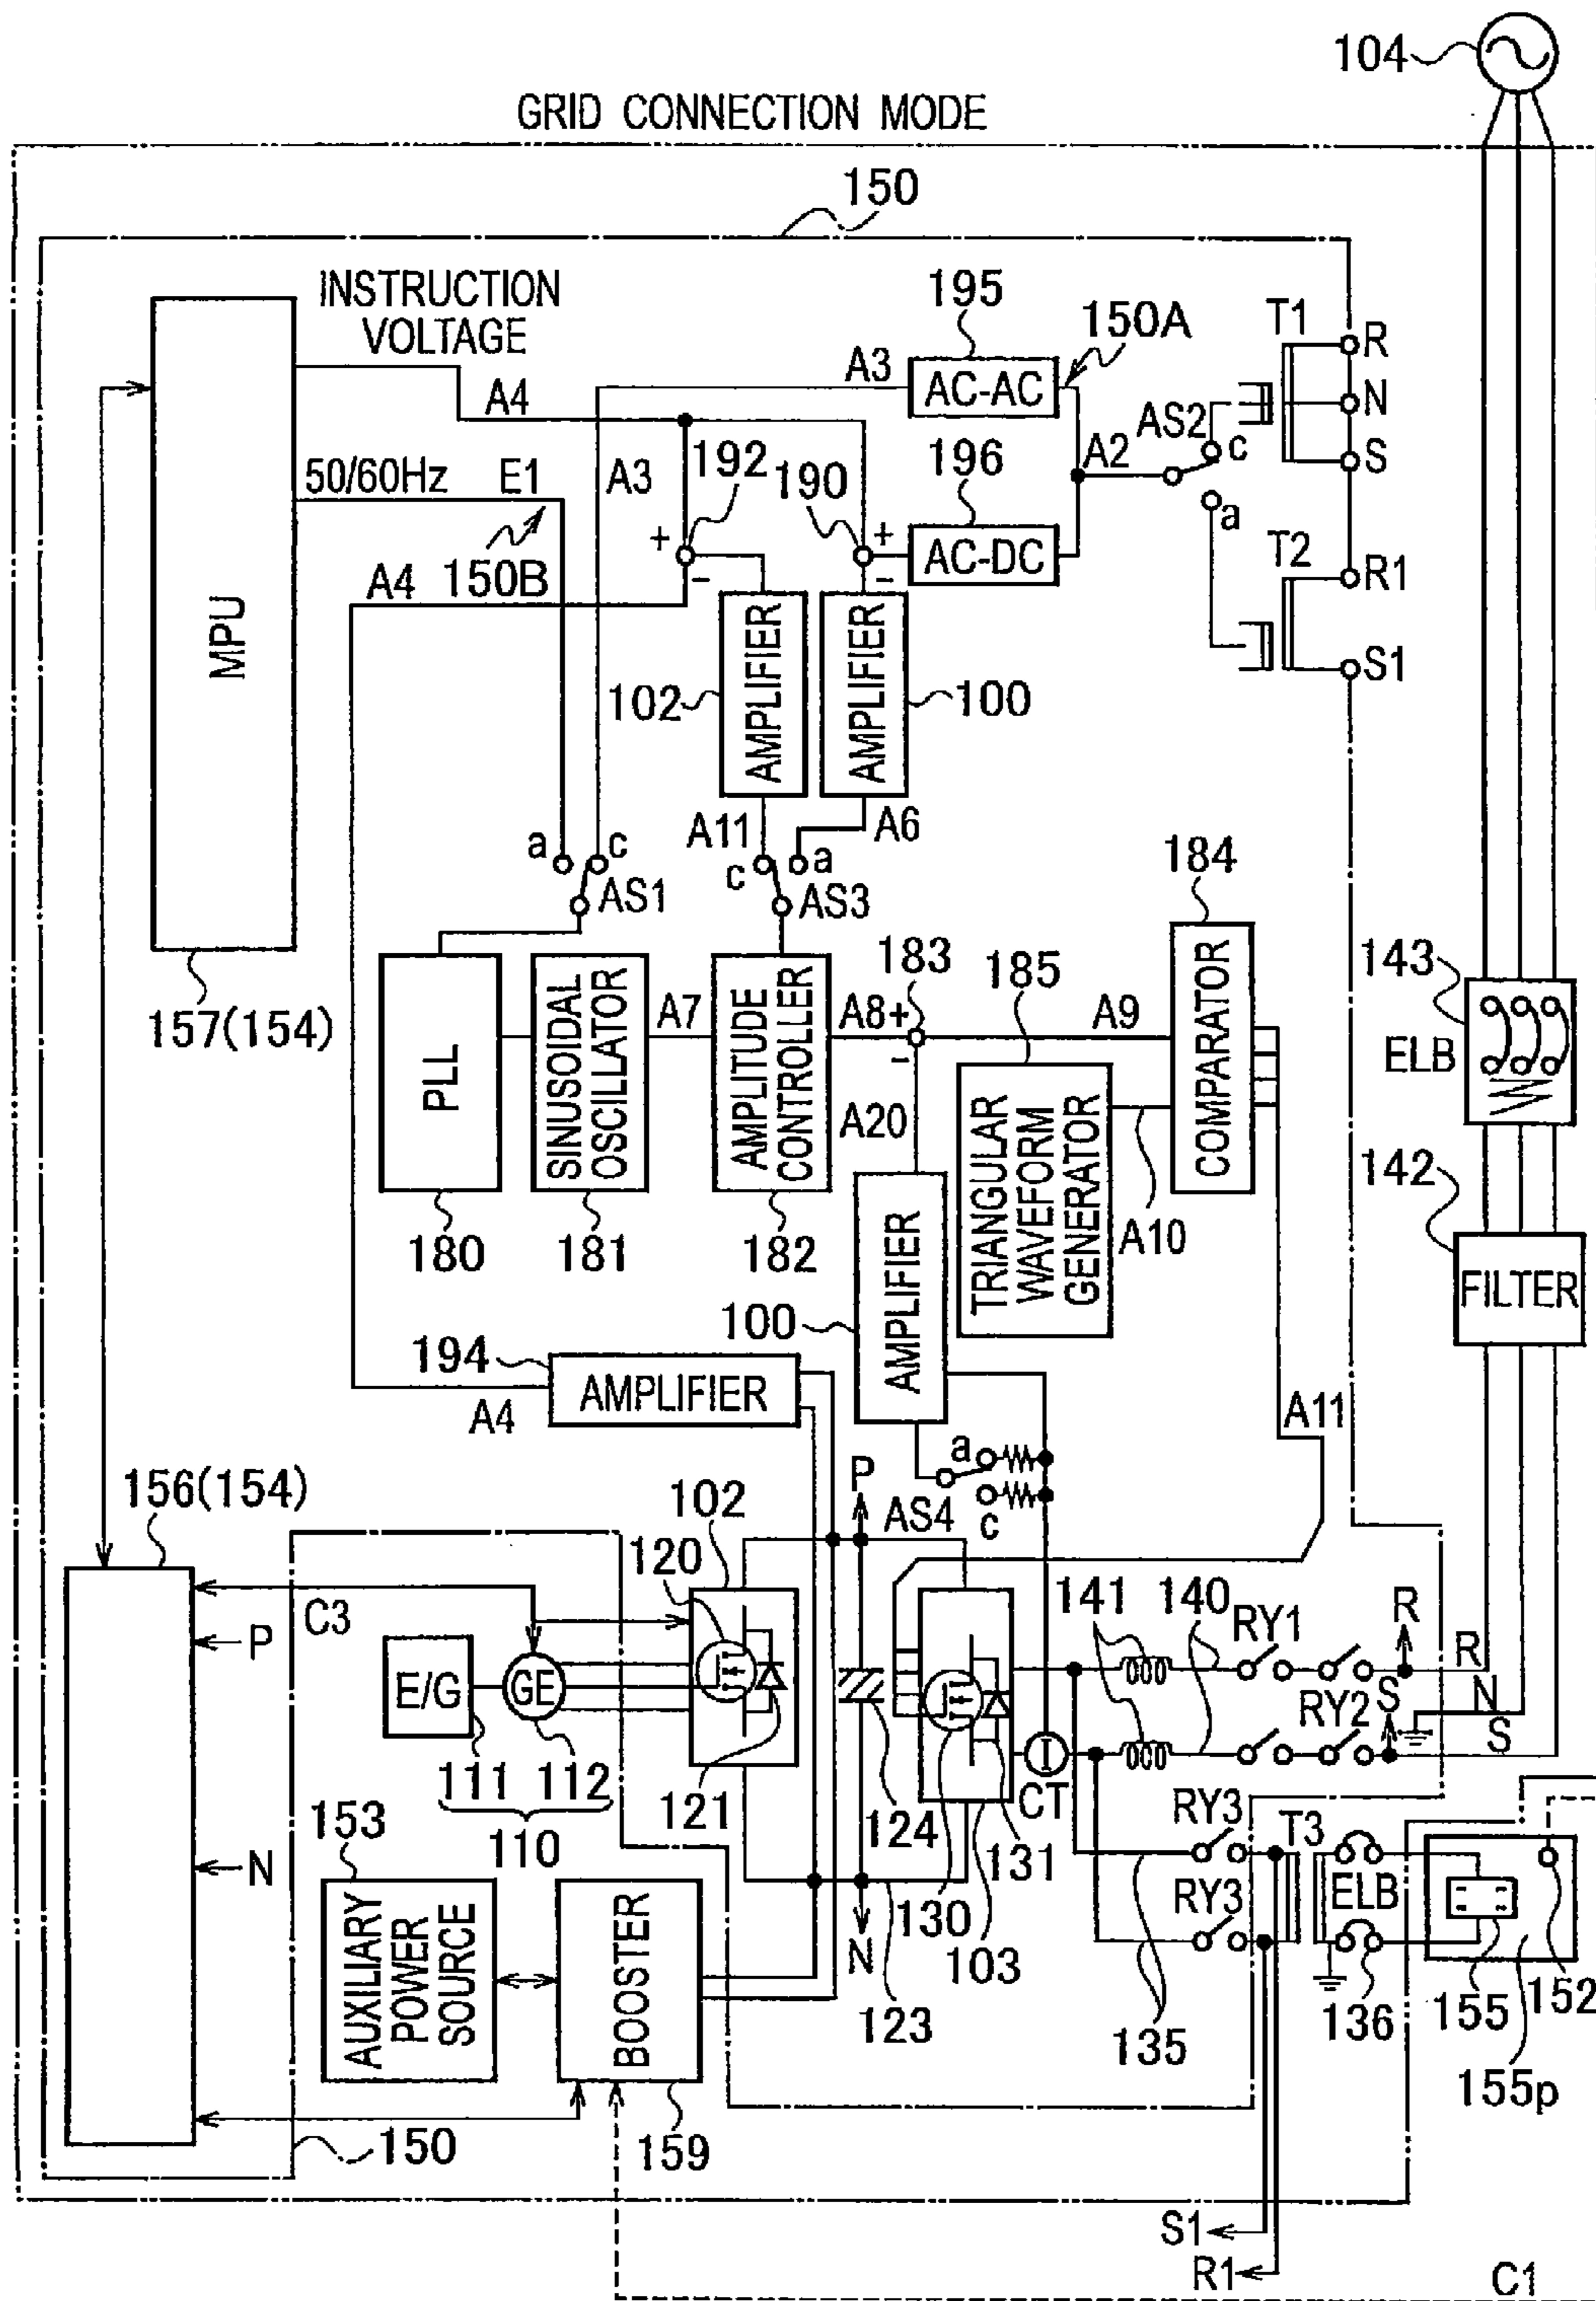 104
GRID CONNECTION MODE
150
INSTRUCTION
VOLTAGE
195
150A
T1
R
A3
AC-AC
A4
AS2
N
c
A2
S
50/60Hz
E1
A3
192
190
196
a
+
-
+
-
AC-DC
T2
R1
A4
150B
MPU
AMPLIFIER
AMPLIFIER
S1
102
100
A11
A6
a
c
c
a
AS1
AS3
184
157(154)
183
185
143
PLL
SINUSOIDAL
OSCILLATOR
A7
AMPLITUDE
CONTROLLER
A8+
-
A9
COMPARATOR
ELB
A20
TRIANGULAR
WAVEFORM
GENERATOR
142
180
181
182
A10
AMPLIFIER
FILTER
100
194
AMPLIFIER
A4
A11
a
P
156(154)
102
AS4
c
120
C3
141
140
RY1
R
P
R
E/G
GE
S
N
RY2
S
111
112
121
I
CT
124
131
RY3
T3
110
153
N
RY3
ELB
130
AUXILIARY
POWER
SOURCE
BOOSTER
N
103
136
155
152
123
135
155p
150
159
S1
R1
C1